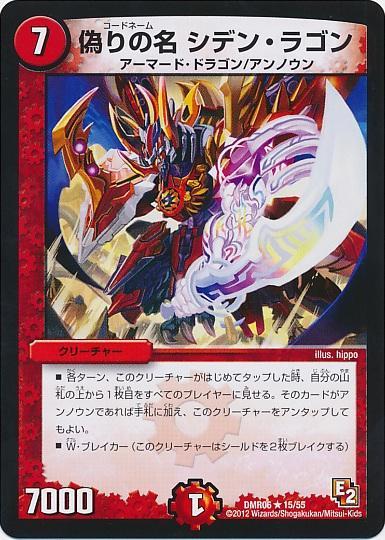 7
コードネーム
偽りの名 シデン・ラゴン
アーマード・ドラゴン/アンノウン
クリーチャー
illus. hippo
■ 各ターン、このクリーチャーがはじめてタップした時、自分の山
札の上から1枚目をすべてのプレイヤーに見せる。そのカードが
アンノウンであれば手札に加え、このクリーチャーをアンタップして
もよい。
■ W・ブレイカー (このクリーチャーはシールドを2枚ブレイクする)
7000
1
E2
DMR06 ★ 15/55
©2012 Wizards/Shogakukan/Mitsui-Kids